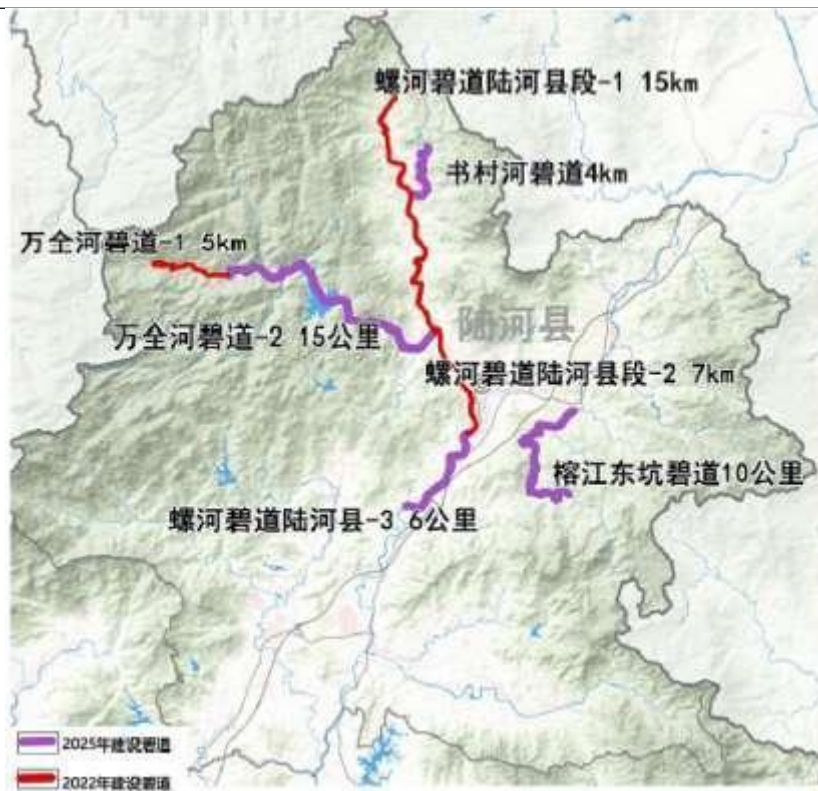 螺河碧道陆河县段-1 15km
书村河碧道4km
万全河碧道-1 5km
陆河县
万全河碧道-2 15公里
螺河碧道陆河县段-2 7km
榕江东坑碧道10公里
螺河碧道陆河县-3 6公里
2025年建设碧道
2022年建设碧道